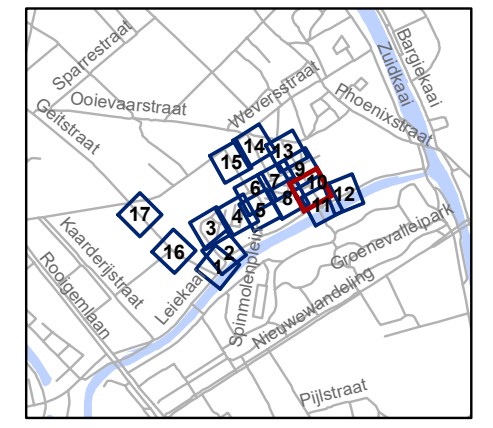 Sparrestraat
Bargiekaai
Zuidkaai
Weversstraat
Ooievaarstraat
Phoenixstraat
Geitstraat
14
13
15
9
7
10
6
12
8
11
5
4
17
3
2
16
1
Groenevalleipark
Kaarderijstraat
Spinmolenplein
Leiekaai
Rooigemlaan
Nieuwewandeling
Pijlstraat